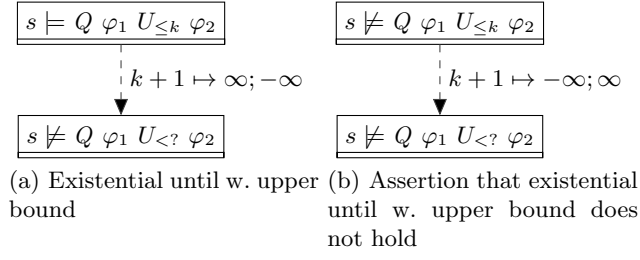 s ⊨ Q φ₁ U≤k φ₂
k + 1 ↦ ∞; −∞
s ⊭ Q φ₁ U<? φ₂
(a) Existential until w. upper
bound
s ⊭ Q φ₁ U≤k φ₂
k + 1 ↦ −∞; ∞
s ⊭ Q φ₁ U<? φ₂
(b) Assertion that existential
until w. upper bound does
not hold